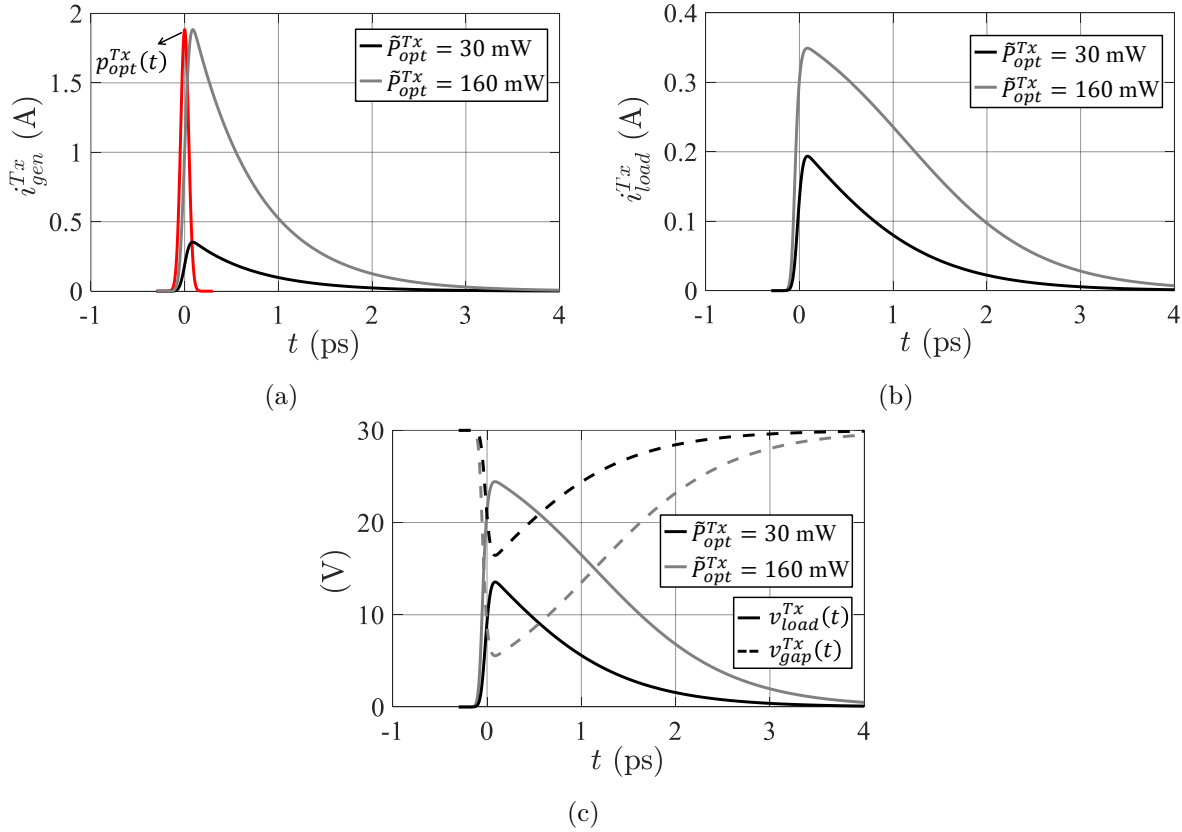 2
1.5
1
0.5
0
-1 0 1 2 3 4
i_{gen}^{Tx} (A)
t (ps)
p_{opt}^{Tx}(t)
P̃_{opt}^{Tx} = 30 mW
P̃_{opt}^{Tx} = 160 mW
(a)
0.4
0.3
0.2
0.1
0
-1 0 1 2 3 4
i_{load}^{Tx} (A)
t (ps)
P̃_{opt}^{Tx} = 30 mW
P̃_{opt}^{Tx} = 160 mW
(b)
30
20
10
0
-1 0 1 2 3 4
(V)
t (ps)
P̃_{opt}^{Tx} = 30 mW
P̃_{opt}^{Tx} = 160 mW
v_{load}^{Tx}(t)
v_{gap}^{Tx}(t)
(c)